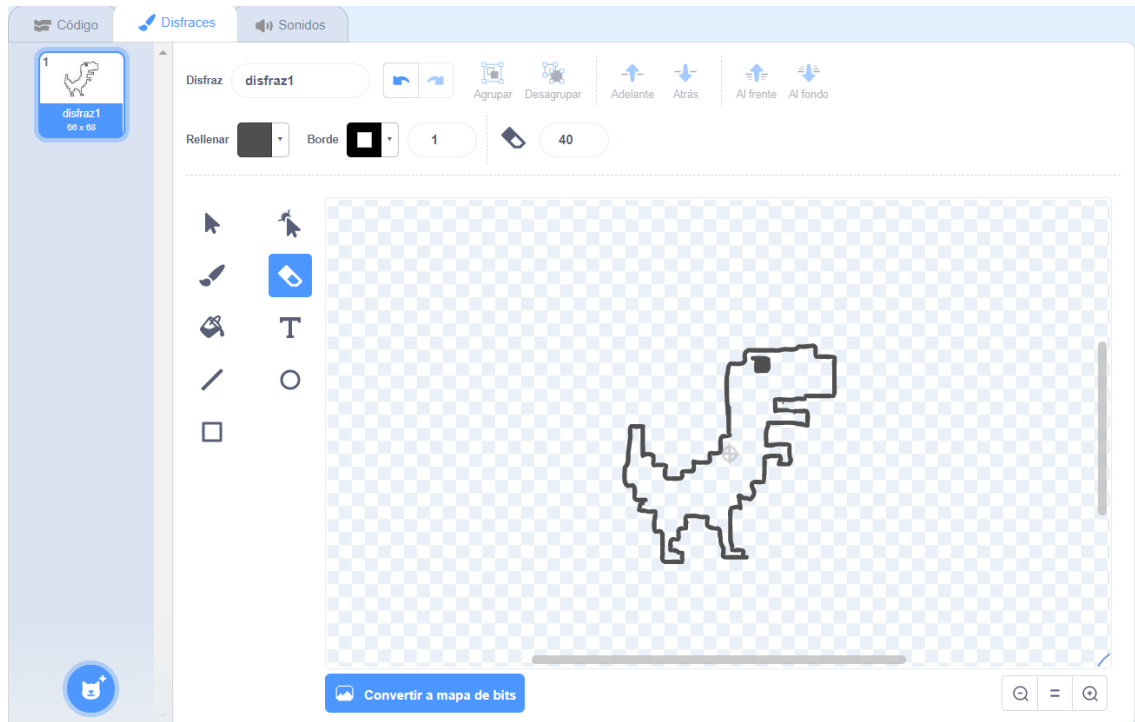 Código
Disfraces
Sonidos
1
disfraz1
66 x 68
Disfraz
disfraz1
Agrupar
Desagrupar
Adelante
Atrás
Al frente
Al fondo
Rellenar
Borde
1
40
T
Convertir a mapa de bits